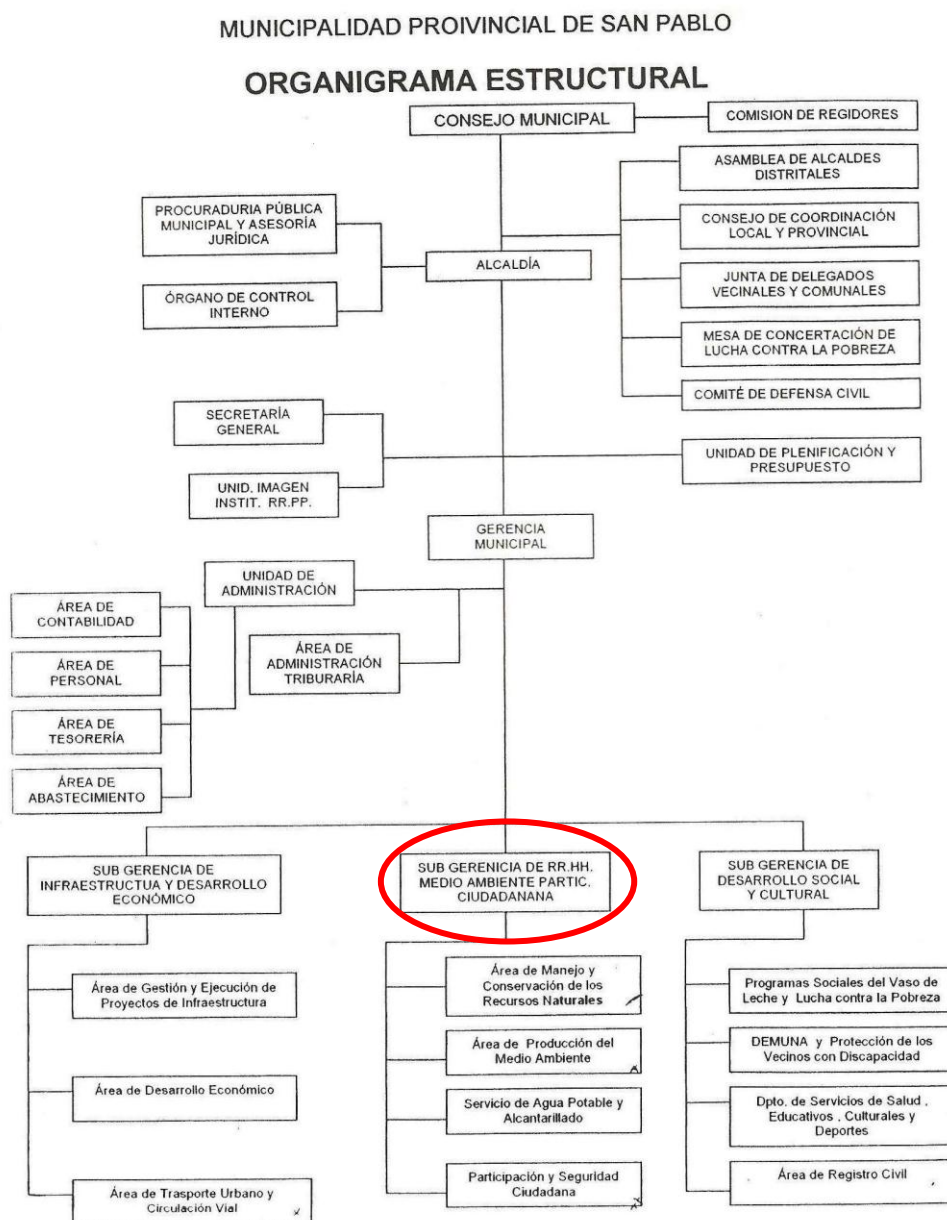 MUNICIPALIDAD PROVINCIAL DE SAN PABLO
ORGANIGRAMA ESTRUCTURAL
CONSEJO MUNICIPAL
COMISION DE REGIDORES
ASAMBLEA DE ALCALDES
DISTRITALES
PROCURADURIA PÚBLICA
MUNICIPAL Y ASESORÍA
JURÍDICA
CONSEJO DE COORDINACIÓN
LOCAL Y PROVINCIAL
ALCALDÍA
JUNTA DE DELEGADOS
VECINALES Y COMUNALES
ÓRGANO DE CONTROL
INTERNO
MESA DE CONCERTACIÓN DE
LUCHA CONTRA LA POBREZA
COMITÉ DE DEFENSA CIVIL
SECRETARÍA
GENERAL
UNIDAD DE PLENIFICACIÓN Y
PRESUPUESTO
UNID. IMAGEN
INSTIT. RR.PP.
GERENCIA
MUNICIPAL
UNIDAD DE
ADMINISTRACIÓN
ÁREA DE
CONTABILIDAD
ÁREA DE
ADMINISTRACIÓN
TRIBURARÍA
ÁREA DE
PERSONAL
ÁREA DE
TESORERÍA
ÁREA DE
ABASTECIMIENTO
SUB GERENCIA DE
INFRAESTRUCTUA Y DESARROLLO
ECONÓMICO
SUB GERENCIA DE RR.HH.
MEDIO AMBIENTE PARTIC.
CIUDADANANA
SUB GERENCIA DE
DESARROLLO SOCIAL
Y CULTURAL
Área de Gestión y Ejecución de
Proyectos de Infraestructura
Área de Desarrollo Económico
Área de Trasporte Urbano y
Circulación Vial
Área de Manejo y
Conservación de los
Recursos Naturales
Área de Producción del
Medio Ambiente
Servicio de Agua Potable y
Alcantarillado
Participación y Seguridad
Ciudadana
Programas Sociales del Vaso de
Leche y Lucha contra la Pobreza
DEMUNA y Protección de los
Vecinos con Discapacidad
Dpto. de Servicios de Salud ,
Educativos , Culturales y
Deportes
Área de Registro Civil